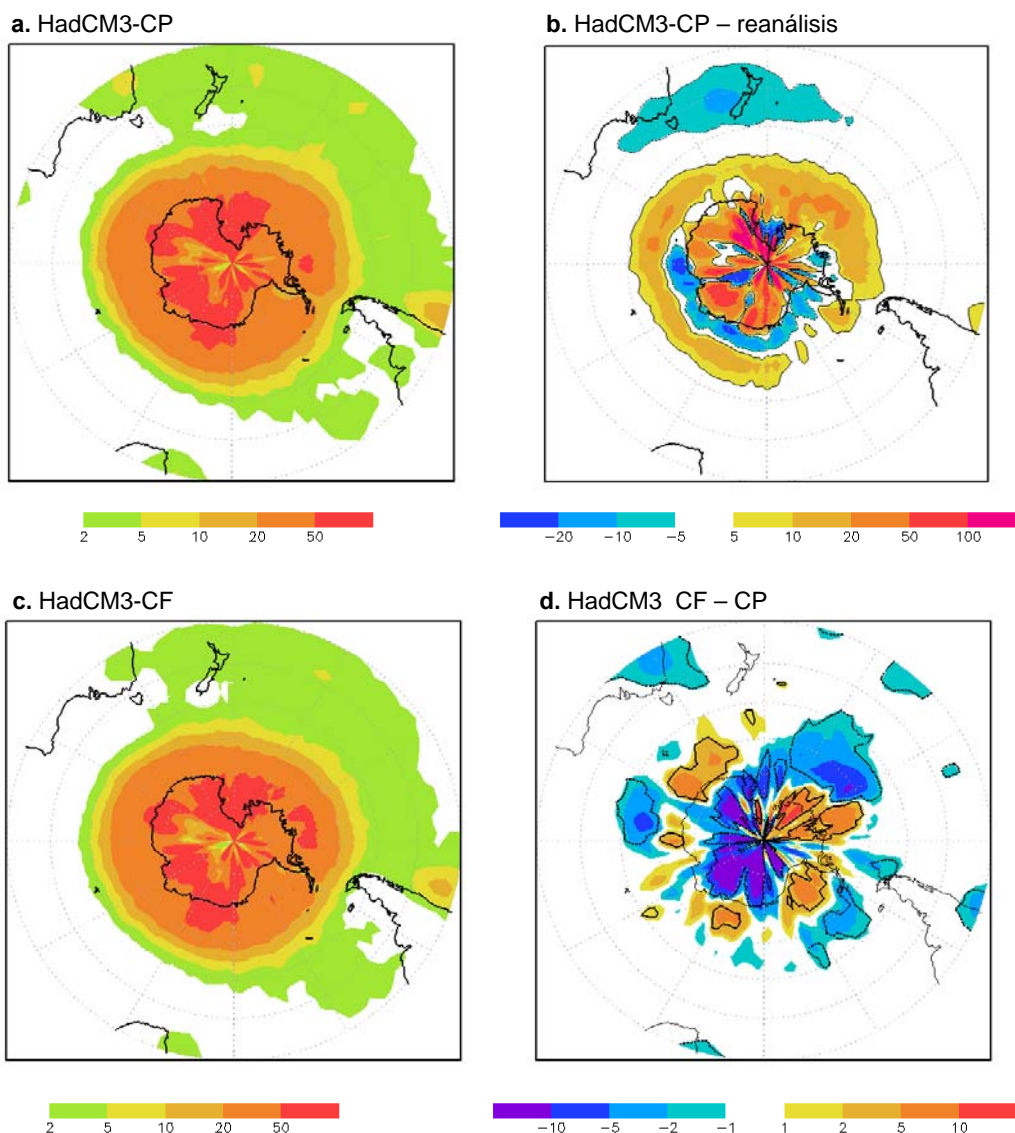 a. HadCM3-CP
b. HadCM3-CP – reanálisis
2 5 10 20 50
−20 −10 −5 5 10 20 50 100
c. HadCM3-CF
d. HadCM3 CF – CP
2 5 10 20 50
−10 −5 −2 −1 1 2 5 10